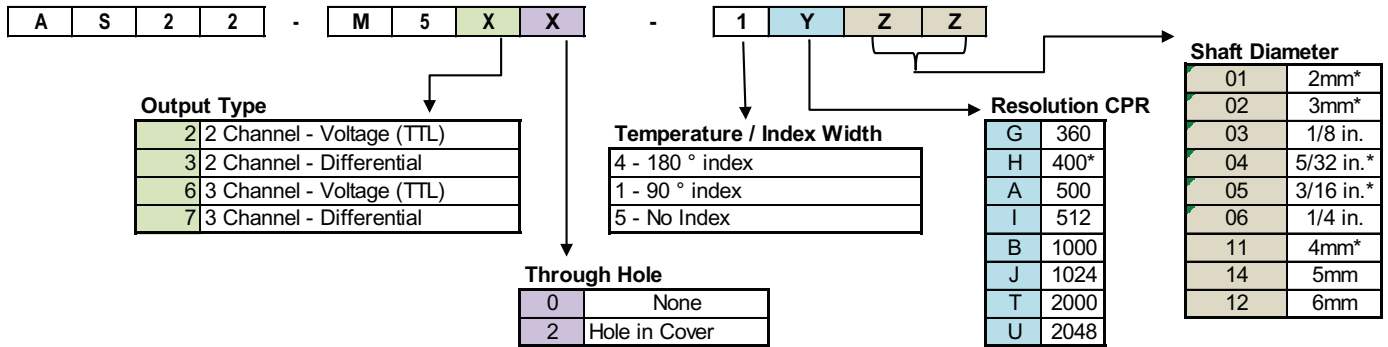 A S 2 2 - M 5 X X - 1 Y Z Z
Shaft Diameter
01 2mm*
02 3mm*
03 1/8 in.
04 5/32 in.*
05 3/16 in.*
06 1/4 in.
11 4mm*
14 5mm
12 6mm
Output Type
2 2 Channel - Voltage (TTL)
3 2 Channel - Differential
6 3 Channel - Voltage (TTL)
7 3 Channel - Differential
Temperature / Index Width
4 - 180 ° index
1 - 90 ° index
5 - No Index
Resolution CPR
G 360
H 400*
A 500
I 512
B 1000
J 1024
T 2000
U 2048
Through Hole
0 None
2 Hole in Cover